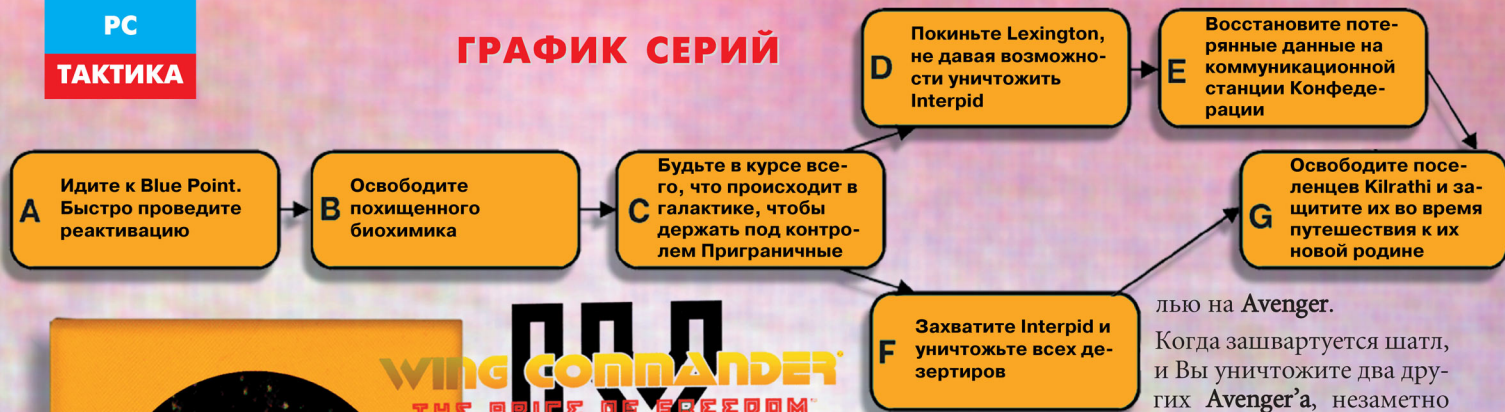 PC
ТАКТИКА
ГРАФИК СЕРИЙ
A
Идите к Blue Point.
Быстро проведите
реактивацию
B
Освободите
похищенного
биохимика
C
Будьте в курсе все-
го, что происходит в
галактике, чтобы
держать под контро-
лем Приграничные
D
Покиньте Lexington,
не давая возможно-
сти уничтожить
Interpid
E
Восстановите поте-
рянные данные на
коммуникационной
станции Конфеде-
рации
F
Захватите Interpid и
уничтожьте всех де-
зертиров
G
Освободите посе-
ленцев Kilrathi и за-
щитите их во время
путешествия к их
новой родине
IV
WING COMMANDER
THE PRICE OF FREEDOM
лью на Avenger.
Когда зашвартуется шатл,
и Вы уничтожите два дру-
гих Avenger'а, незаметно